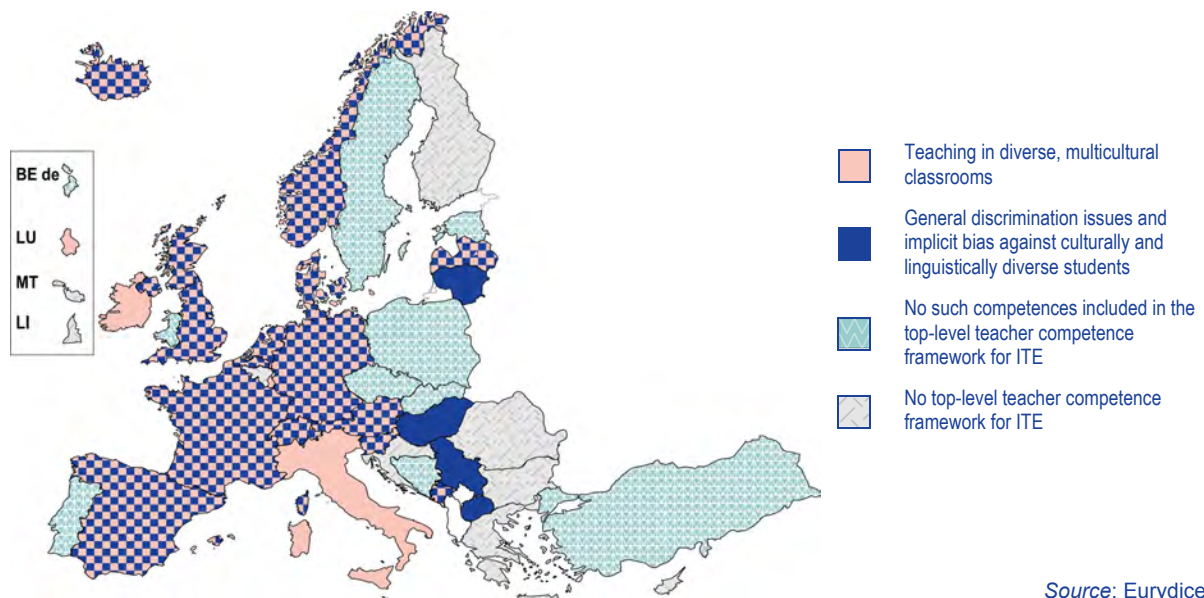 BE de
LU
MT
LI
Teaching in diverse, multicultural
classrooms
General discrimination issues and
implicit bias against culturally and
linguistically diverse students
No such competences included in the
top-level teacher competence
framework for ITE
No top-level teacher competence
framework for ITE
Source: Eurydice